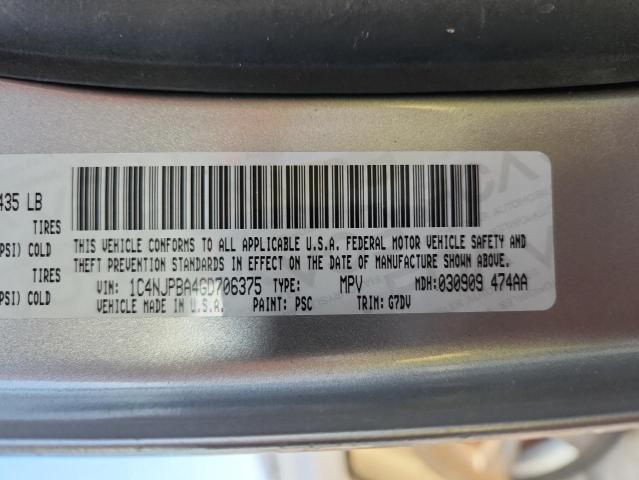 435 LB
TIRES
PSI) COLD
TIRES
PSI) COLD
THIS VEHICLE CONFORMS TO ALL APPLICABLE U.S.A. FEDERAL MOTOR VEHICLE SAFETY AND
THEFT PREVENTION STANDARDS IN EFFECT ON THE DATE OF MANUFACTURE SHOWN ABOVE.
VIN: 1C4NJPBA4GD706375 TYPE: MPV MDH:030909 474AA
VEHICLE MADE IN U.S.A. PAINT: PSC TRIM: G7DV